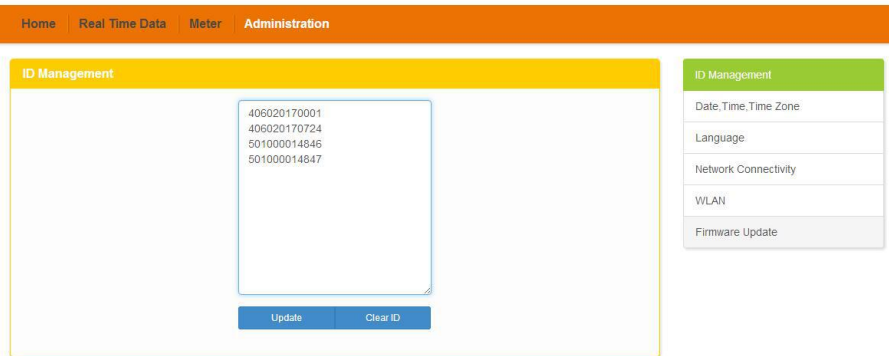 Home Real Time Data Meter Administration
ID Management
406020170001
406020170724
501000014846
501000014847
Update Clear ID
ID Management
Date,Time,Time Zone
Language
Network Connectivity
WLAN
Firmware Update